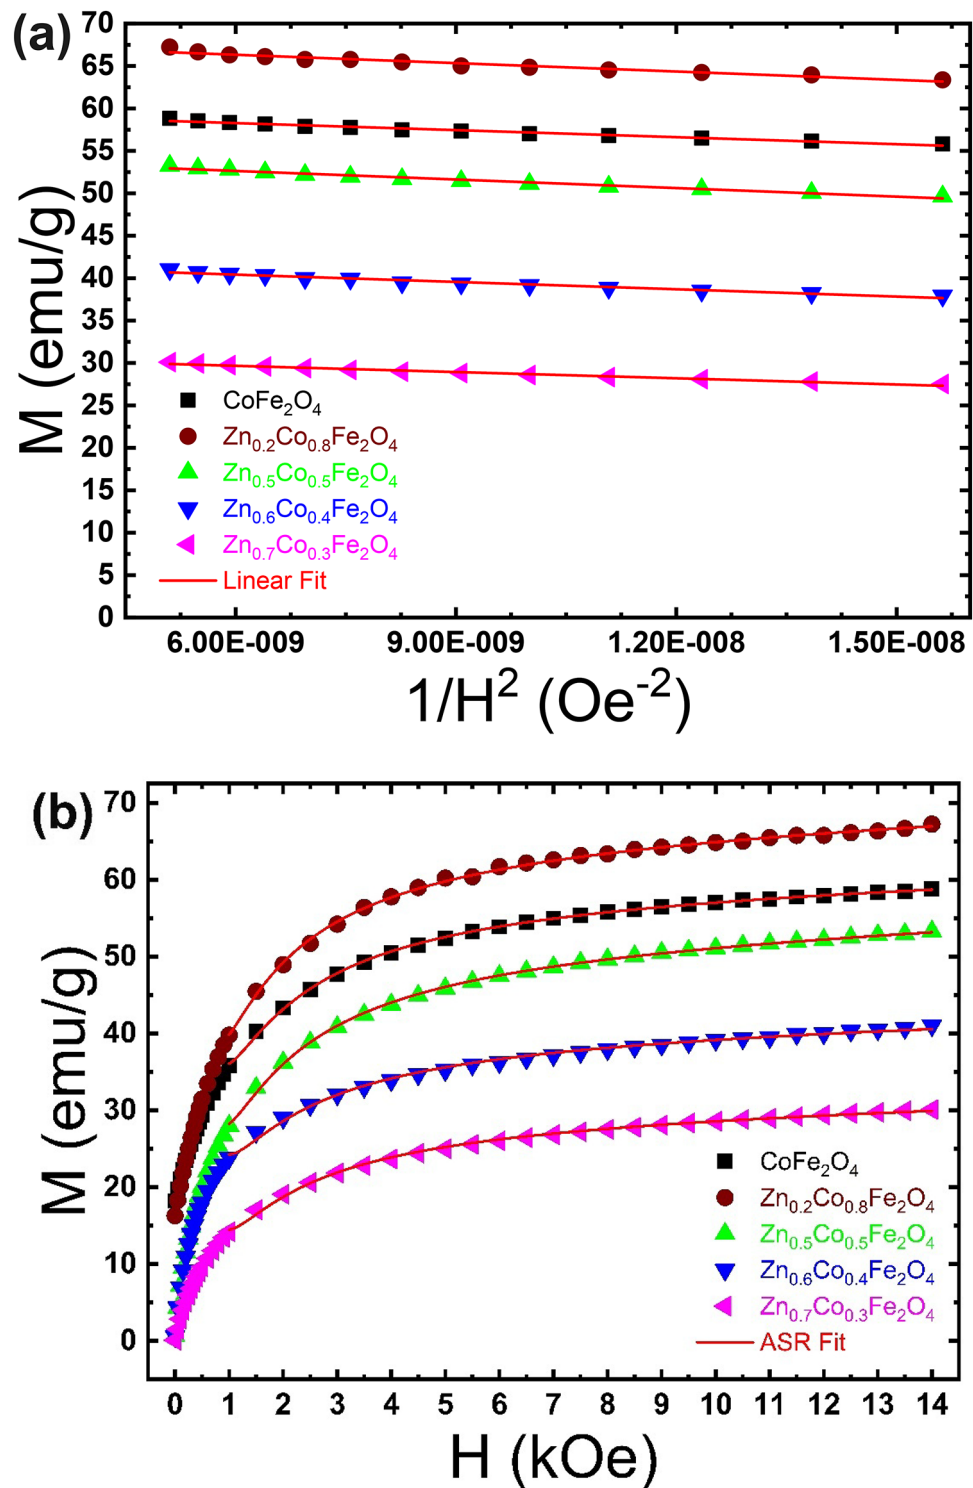 (a)
70
65
60
55
50
45
40
35
30
25
20
15
10
5
0
M (emu/g)
CoFe₂O₄
Zn₀.₂Co₀.₈Fe₂O₄
Zn₀.₅Co₀.₅Fe₂O₄
Zn₀.₆Co₀.₄Fe₂O₄
Zn₀.₇Co₀.₃Fe₂O₄
Linear Fit
6.00E-009 9.00E-009 1.20E-008 1.50E-008
1/H² (Oe⁻²)
(b)
70
60
50
40
30
20
10
0
M (emu/g)
CoFe₂O₄
Zn₀.₂Co₀.₈Fe₂O₄
Zn₀.₅Co₀.₅Fe₂O₄
Zn₀.₆Co₀.₄Fe₂O₄
Zn₀.₇Co₀.₃Fe₂O₄
ASR Fit
0 1 2 3 4 5 6 7 8 9 10 11 12 13 14
H (kOe)